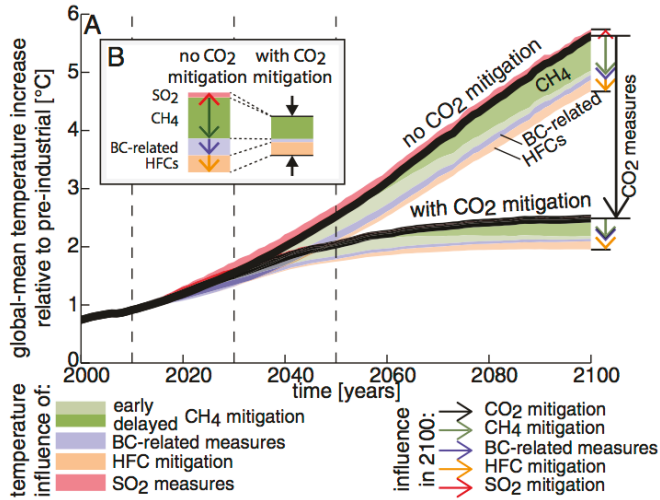 A
B
no CO2 mitigation
with CO2 mitigation
SO2
CH4
BC-related
HFCs
global-mean temperature increase
relative to pre-industrial [°C]
6
5
4
3
2
1
0
no CO2 mitigation
CH4
BC-related
HFCs
CO2 measures
with CO2 mitigation
2000
2020
2040
2060
2080
2100
time [years]
temperature
influence of:
early
delayed
CH4 mitigation
BC-related measures
HFC mitigation
SO2 measures
influence
in 2100:
CO2 mitigation
CH4 mitigation
BC-related measures
HFC mitigation
SO2 mitigation